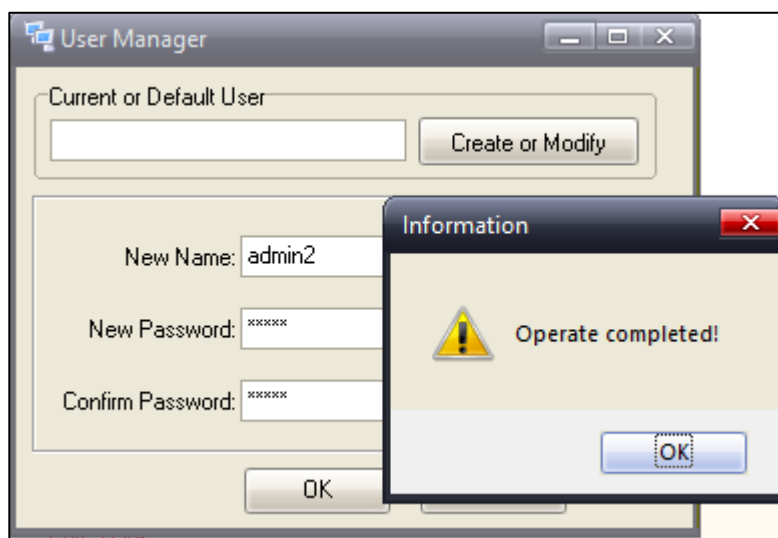 User Manager
Current or Default User
Create or Modify
Information
New Name: admin2
New Password: *****
Operate completed!
Confirm Password: *****
OK
OK